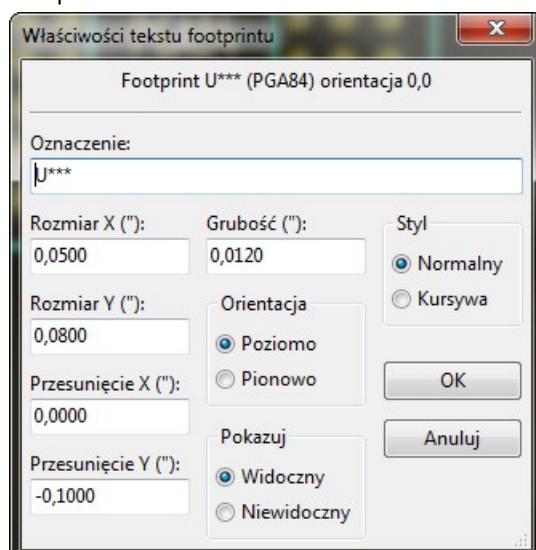 Właściwości tekstu footprintu
Footprint U*** (PGA84) orientacja 0,0
Oznaczenie:
U***
Rozmiar X ("):
0,0500
Rozmiar Y ("):
0,0800
Przesunięcie X ("):
0,0000
Przesunięcie Y ("):
-0,1000
Grubość ("):
0,0120
Orientacja
Poziomo
Pionowo
Pokazuj
Widoczny
Niewidoczny
Styl
Normalny
Kursywa
OK
Anuluj